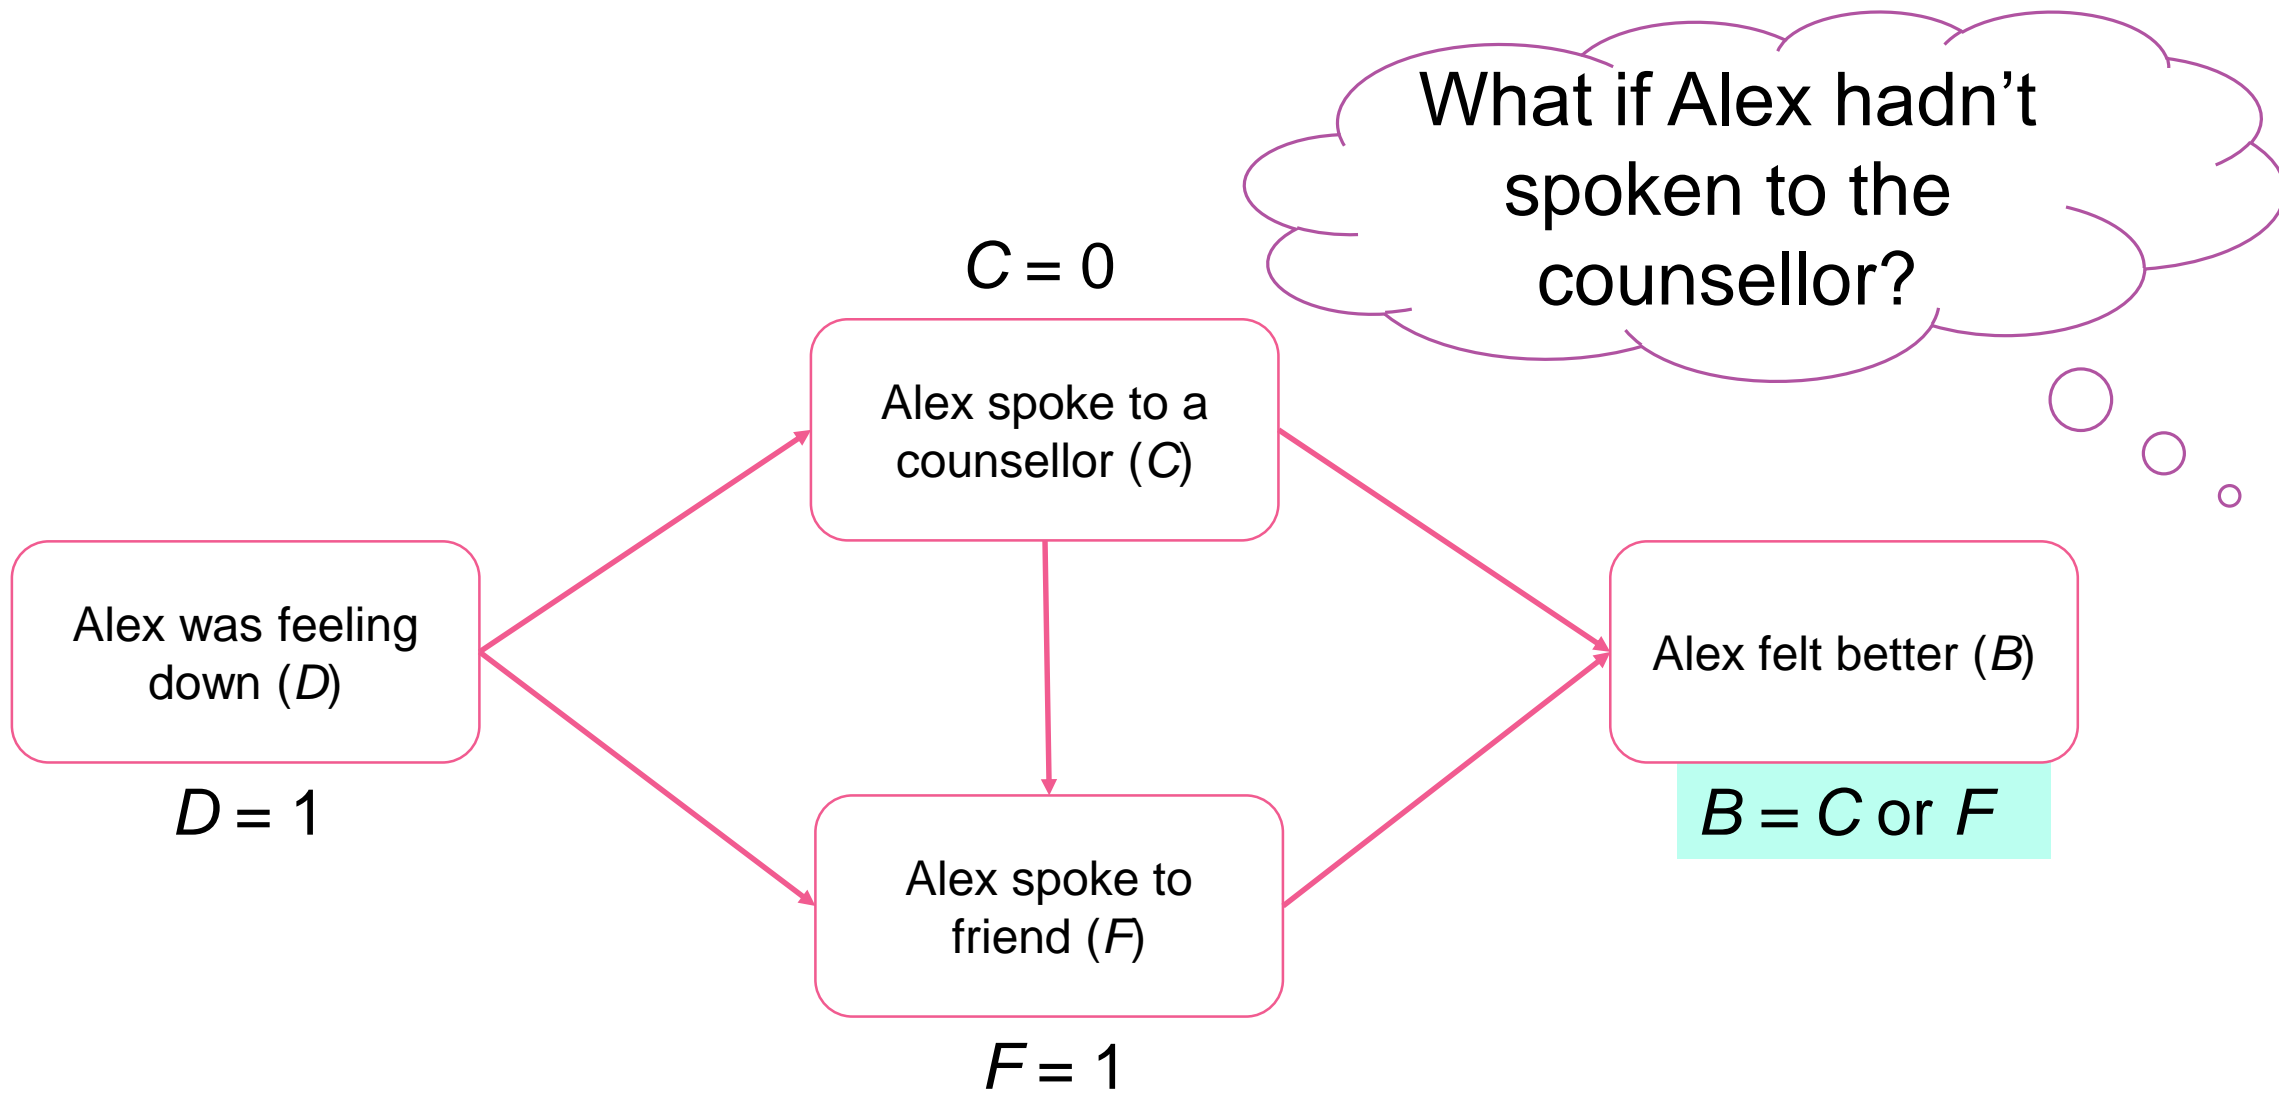 What if Alex hadn’t
spoken to the
counsellor?
C = 0
Alex spoke to a
counsellor (C)
Alex was feeling
down (D)
D = 1
Alex felt better (B)
B = C or F
Alex spoke to
friend (F)
F = 1